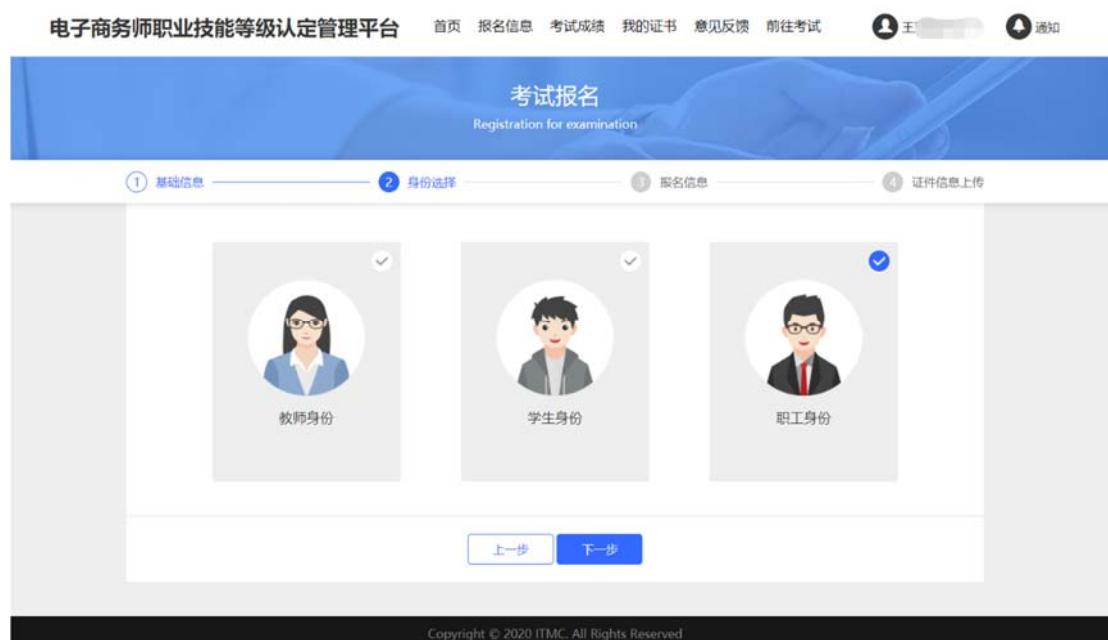 电子商务师职业技能等级认定管理平台 首页 报名信息 考试成绩 我的证书 意见反馈 前往考试 王 通知
考试报名
Registration for examination
1 基础信息 2 身份选择 3 报名信息 4 证件信息上传
教师身份 学生身份 职工身份
上一步 下一步
Copyright © 2020 ITMC. All Rights Reserved